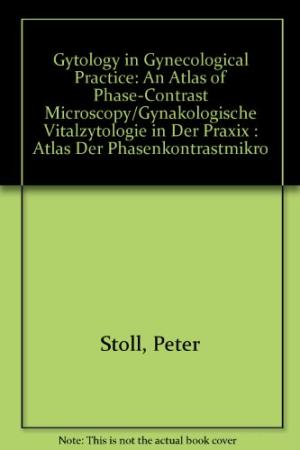 Gytology in Gynecological
Practice: An Atlas of
Phase-Contrast
Microscopy/Gynakologische
Vitalzytologie in Der Praxix :
Atlas Der Phasenkontrastmikro
Stoll, Peter
Note: This is not the actual book cover